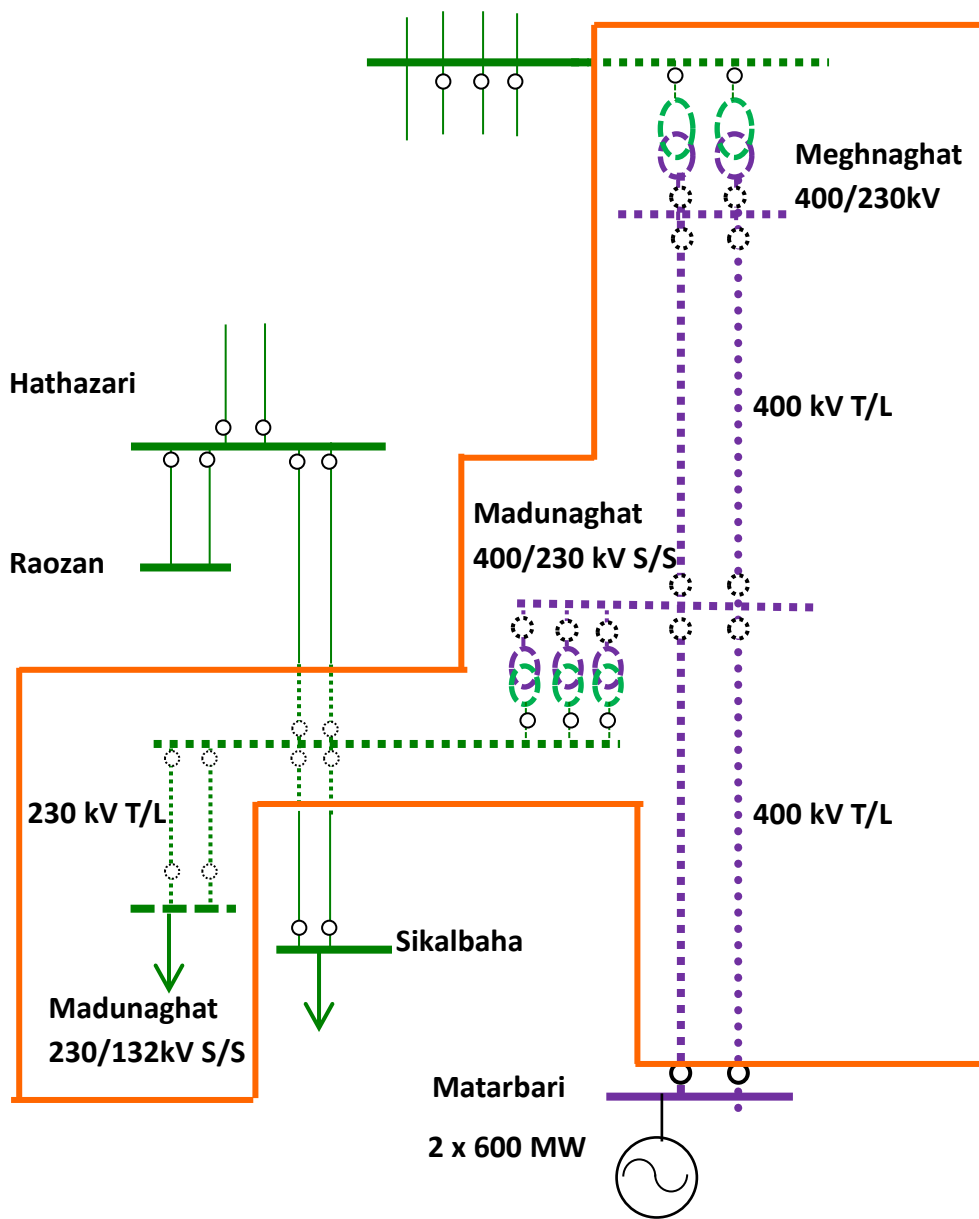 Meghnaghat
400/230kV
Hathazari
400 kV T/L
Madunaghat
400/230 kV S/S
Raozan
230 kV T/L
400 kV T/L
Sikalbaha
Madunaghat
230/132kV S/S
Matarbari
2 x 600 MW